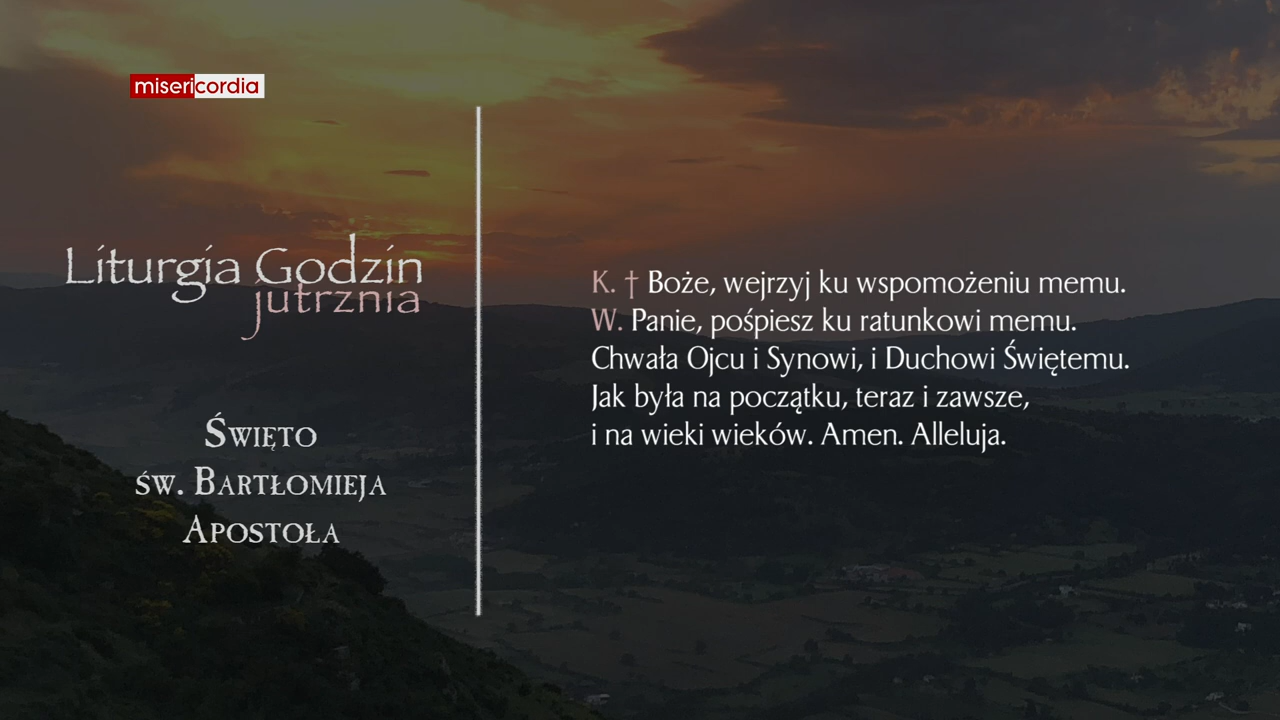 misericordia
Liturgia Godzin
jutrznia
Święto
św. Bartłomieja
Apostoła
K. † Boże, wejrzyj ku wspomożeniu memu.
W. Panie, pośpiesz ku ratunkowi memu.
Chwała Ojcu i Synowi, i Duchowi Świętemu.
Jak była na początku, teraz i zawsze,
i na wieki wieków. Amen. Alleluja.